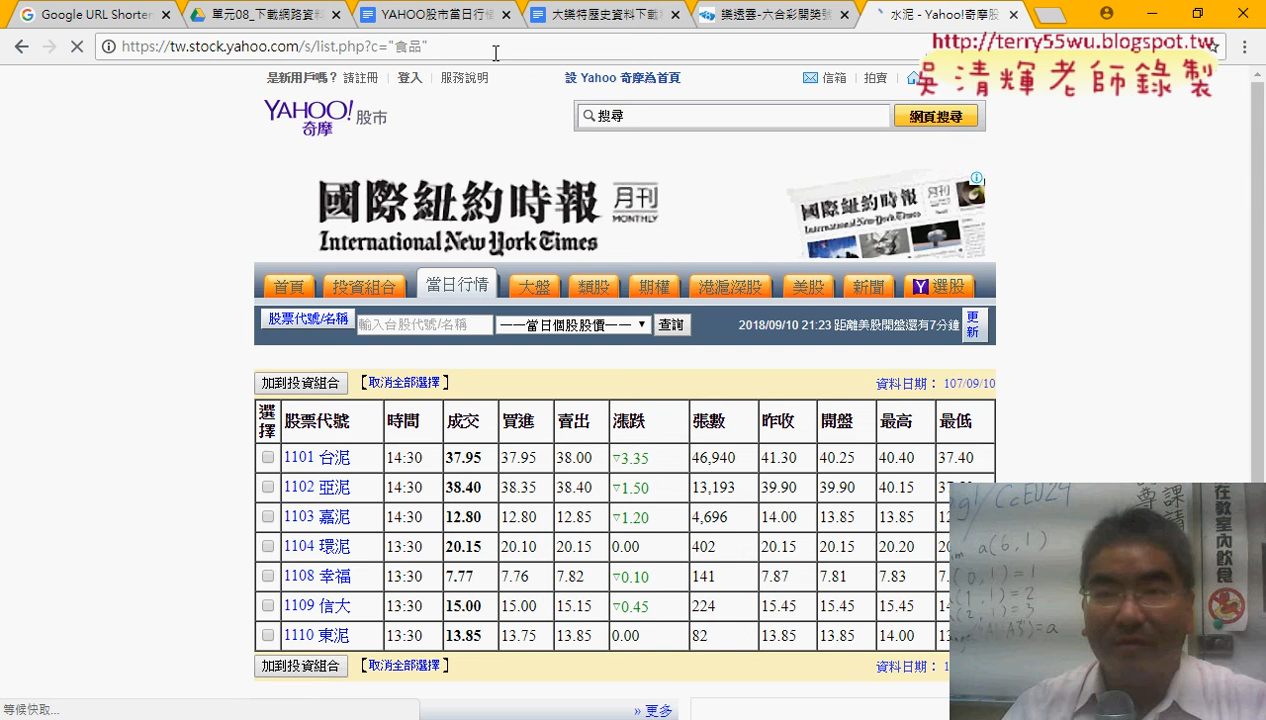 Google URL Shorter
單元08_下載網路資料
YAHOO股市當日行情
大樂特歷史資料下載
樂透雲-六合彩開獎號
水泥 - Yahoo!奇摩股
https://tw.stock.yahoo.com/s/list.php?c="食品"
http://terry55wu.blogspot.tw
吳清輝老師錄製
是新用戶嗎？ 請註冊 登入 服務說明 設 Yahoo 奇摩為首頁 信箱 拍賣
YAHOO! 奇摩 股市
搜尋 網頁搜尋
國際紐約時報 月刊 MONTHLY
International New York Times
首頁 投資組合 當日行情 大盤 類股 期權 港滬深股 美股 新聞 Y 選股
股票代號/名稱 輸入台股代號/名稱 一一當日個股股價一一 查詢 2018/09/10 21:23 距離美股開盤還有7分鐘 更新
加到投資組合 【取消全部選擇】 資料日期： 107/09/10
選擇 股票代號 時間 成交 買進 賣出 漲跌 張數 昨收 開盤 最高 最低
1101 台泥 14:30 37.95 37.95 38.00 ▽3.35 46,940 41.30 40.25 40.40 37.40
1102 亞泥 14:30 38.40 38.35 38.40 ▽1.50 13,193 39.90 39.90 40.15
1103 嘉泥 14:30 12.80 12.80 12.85 ▽1.20 4,696 14.00 13.85 13.85
1104 環泥 13:30 20.15 20.10 20.15 0.00 402 20.15 20.15 20.20
1108 幸福 13:30 7.77 7.76 7.82 ▽0.10 141 7.87 7.81 7.83
1109 信大 13:30 15.00 15.00 15.15 ▽0.45 224 15.45 15.45 15.45
1110 東泥 13:30 13.85 13.75 13.85 0.00 82 13.85 13.85 14.00
加到投資組合 【取消全部選擇】 資料日期：
» 更多
等候快取...
在教室內飲食